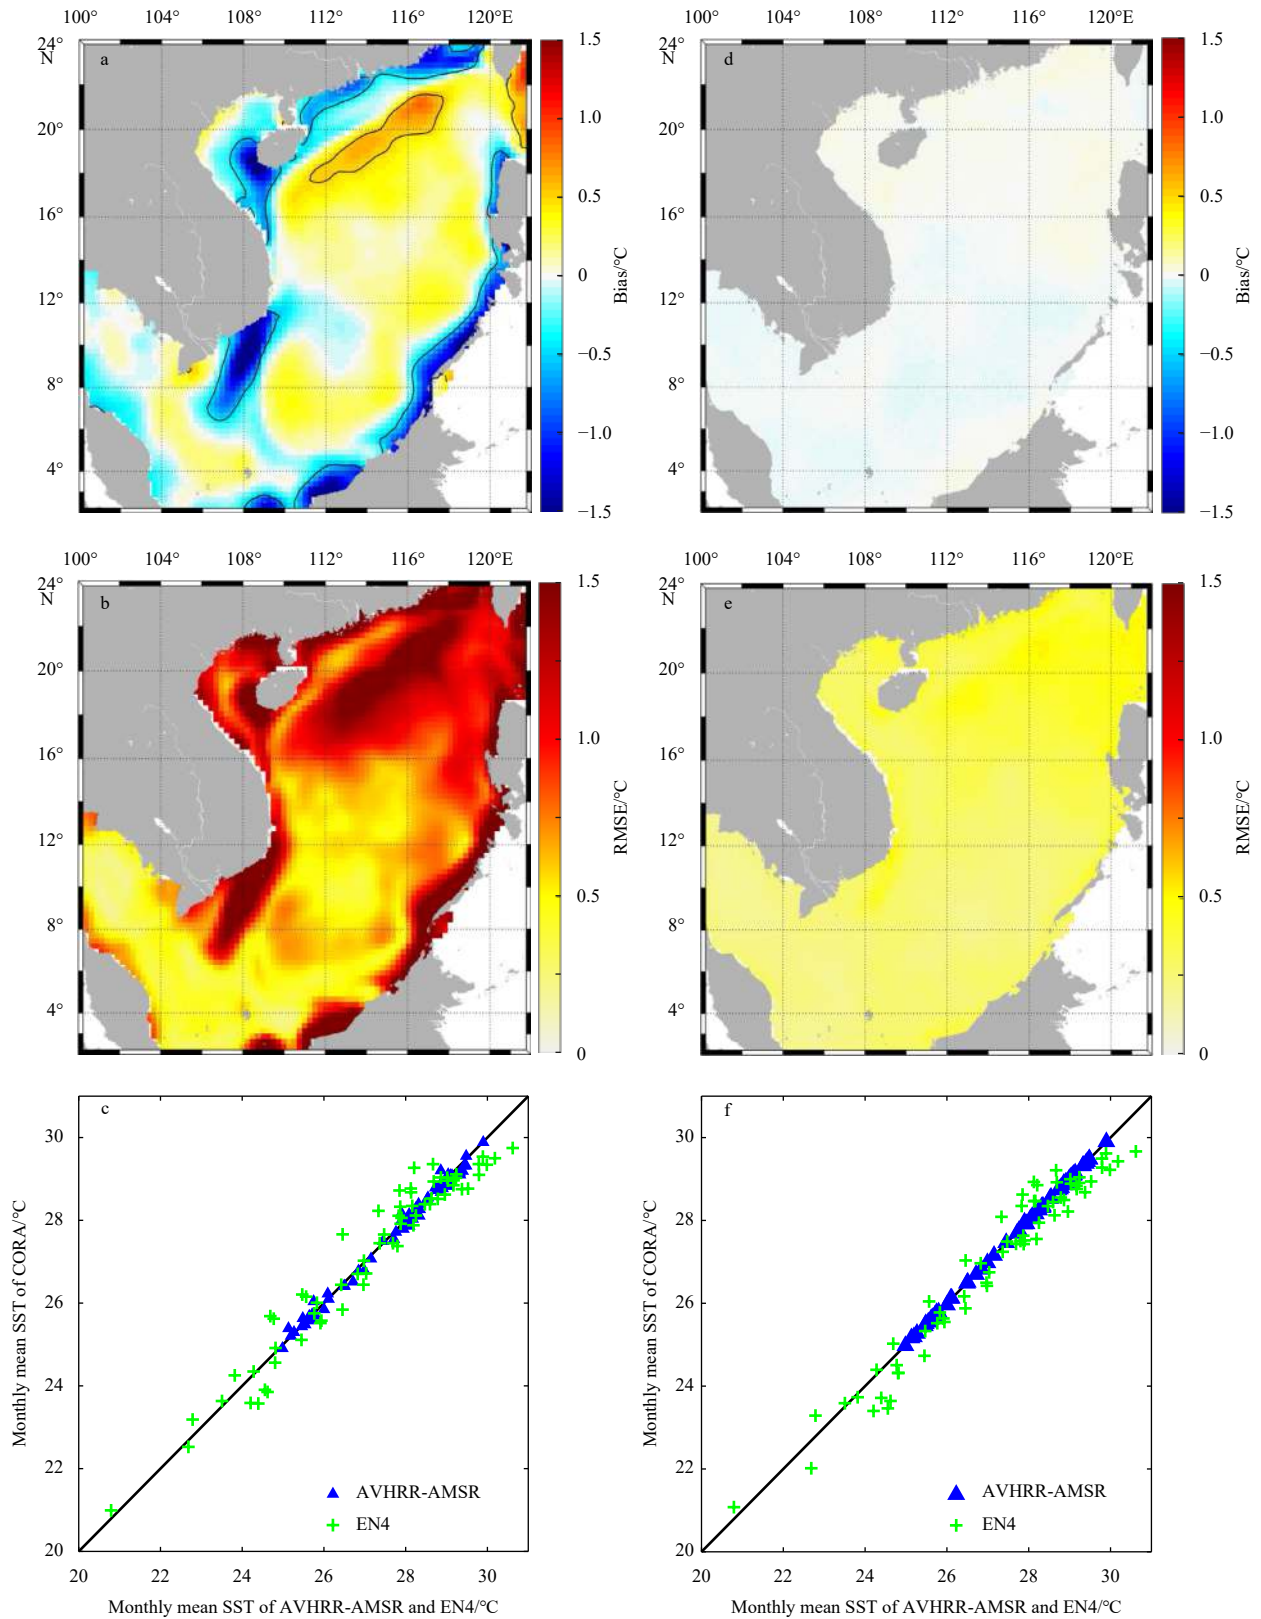 100° 104° 108° 112° 116° 120°E
24°
N
a
20°
16°
12°
8°
4°
1.5
1.0
0.5
0
−0.5
−1.0
−1.5
Bias/°C
100° 104° 108° 112° 116° 120°E
24°
N
d
20°
16°
12°
8°
4°
1.5
1.0
0.5
0
−0.5
−1.0
−1.5
Bias/°C
100° 104° 108° 112° 116° 120°E
24°
N
b
20°
16°
12°
8°
4°
1.5
1.0
0.5
0
RMSE/°C
100° 104° 108° 112° 116° 120°E
24°
N
e
20°
16°
12°
8°
4°
1.5
1.0
0.5
0
RMSE/°C
c
30
28
26
24
22
20
Monthly mean SST of CORA/°C
AVHRR-AMSR
EN4
20 22 24 26 28 30
Monthly mean SST of AVHRR-AMSR and EN4/°C
f
30
28
26
24
22
20
Monthly mean SST of CORA/°C
AVHRR-AMSR
EN4
20 22 24 26 28 30
Monthly mean SST of AVHRR-AMSR and EN4/°C